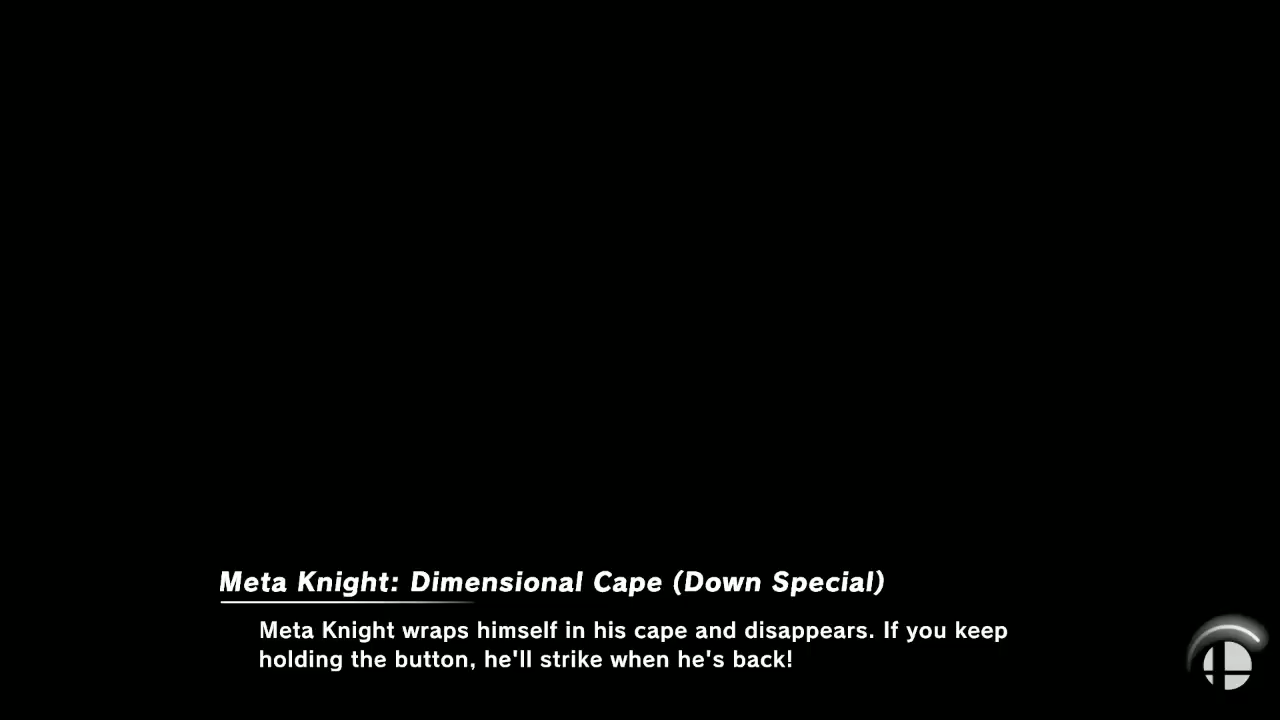 Meta Knight: Dimensional Cape (Down Special)
Meta Knight wraps himself in his cape and disappears. If you keep
holding the button, he'll strike when he's back!